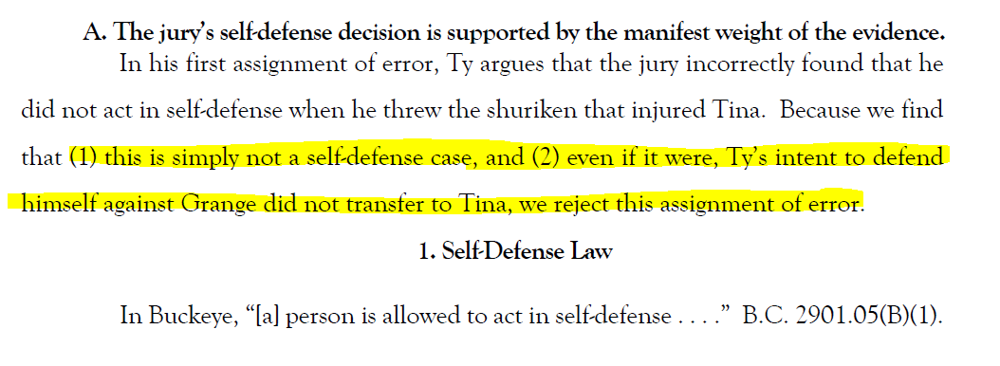 A. The jury's self-defense decision is supported by the manifest weight of the evidence.
In his first assignment of error, Ty argues that the jury incorrectly found that he
did not act in self-defense when he threw the shuriken that injured Tina.  Because we find
that (1) this is simply not a self-defense case, and (2) even if it were, Ty's intent to defend
himself against Grange did not transfer to Tina, we reject this assignment of error.
1. Self-Defense Law
In Buckeye, “[a] person is allowed to act in self-defense . . . .”  B.C. 2901.05(B)(1).